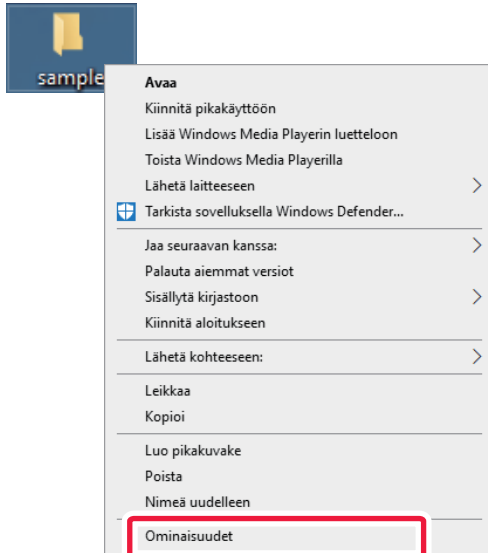 sample
Avaa
Kiinnitä pikakäyttöön
Lisää Windows Media Playerin luetteloon
Toista Windows Media Playerilla
Lähetä laitteeseen
Tarkista sovelluksella Windows Defender...
Jaa seuraavan kanssa:
Palauta aiemmat versiot
Sisällytä kirjastoon
Kiinnitä aloitukseen
Lähetä kohteeseen:
Leikkaa
Kopioi
Luo pikakuvake
Poista
Nimeä uudelleen
Ominaisuudet